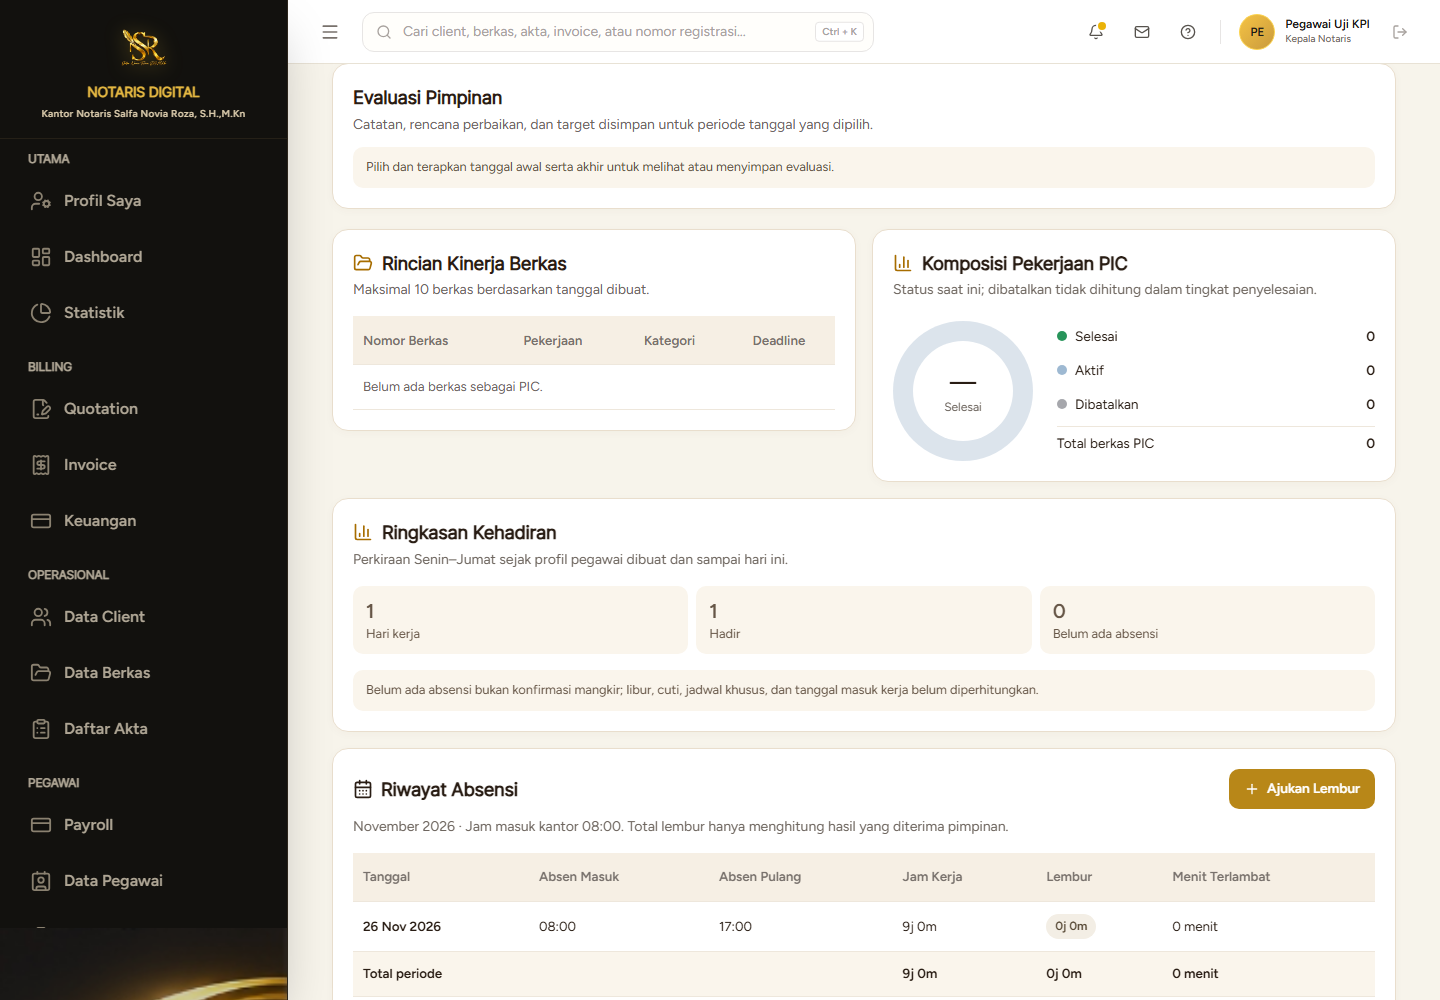 SR
NOTARIS DIGITAL
Kantor Notaris Salfa Novia Roza, S.H.,M.Kn
UTAMA
Profil Saya
Dashboard
Statistik
BILLING
Quotation
Invoice
Keuangan
OPERASIONAL
Data Client
Data Berkas
Daftar Akta
PEGAWAI
Payroll
Data Pegawai
Cari client, berkas, akta, invoice, atau nomor registrasi...
Ctrl + K
PE
Pegawai Uji KPI
Kepala Notaris
Evaluasi Pimpinan
Catatan, rencana perbaikan, dan target disimpan untuk periode tanggal yang dipilih.
Pilih dan terapkan tanggal awal serta akhir untuk melihat atau menyimpan evaluasi.
Rincian Kinerja Berkas
Maksimal 10 berkas berdasarkan tanggal dibuat.
Nomor Berkas Pekerjaan Kategori Deadline
Belum ada berkas sebagai PIC.
Komposisi Pekerjaan PIC
Status saat ini; dibatalkan tidak dihitung dalam tingkat penyelesaian.
—
Selesai
Selesai 0
Aktif 0
Dibatalkan 0
Total berkas PIC 0
Ringkasan Kehadiran
Perkiraan Senin–Jumat sejak profil pegawai dibuat dan sampai hari ini.
1
Hari kerja
1
Hadir
0
Belum ada absensi
Belum ada absensi bukan konfirmasi mangkir; libur, cuti, jadwal khusus, dan tanggal masuk kerja belum diperhitungkan.
Riwayat Absensi
+ Ajukan Lembur
November 2026 · Jam masuk kantor 08:00. Total lembur hanya menghitung hasil yang diterima pimpinan.
Tanggal Absen Masuk Absen Pulang Jam Kerja Lembur Menit Terlambat
26 Nov 2026 08:00 17:00 9j 0m 0j 0m 0 menit
Total periode 9j 0m 0j 0m 0 menit